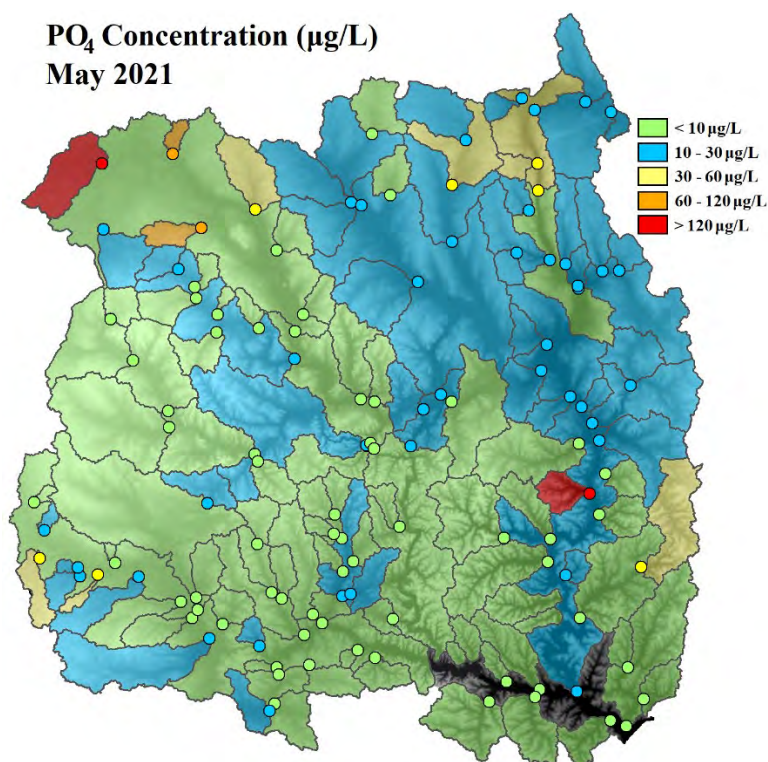 PO₄ Concentration (µg/L)
May 2021
< 10 µg/L
10 - 30 µg/L
30 - 60 µg/L
60 - 120 µg/L
> 120 µg/L